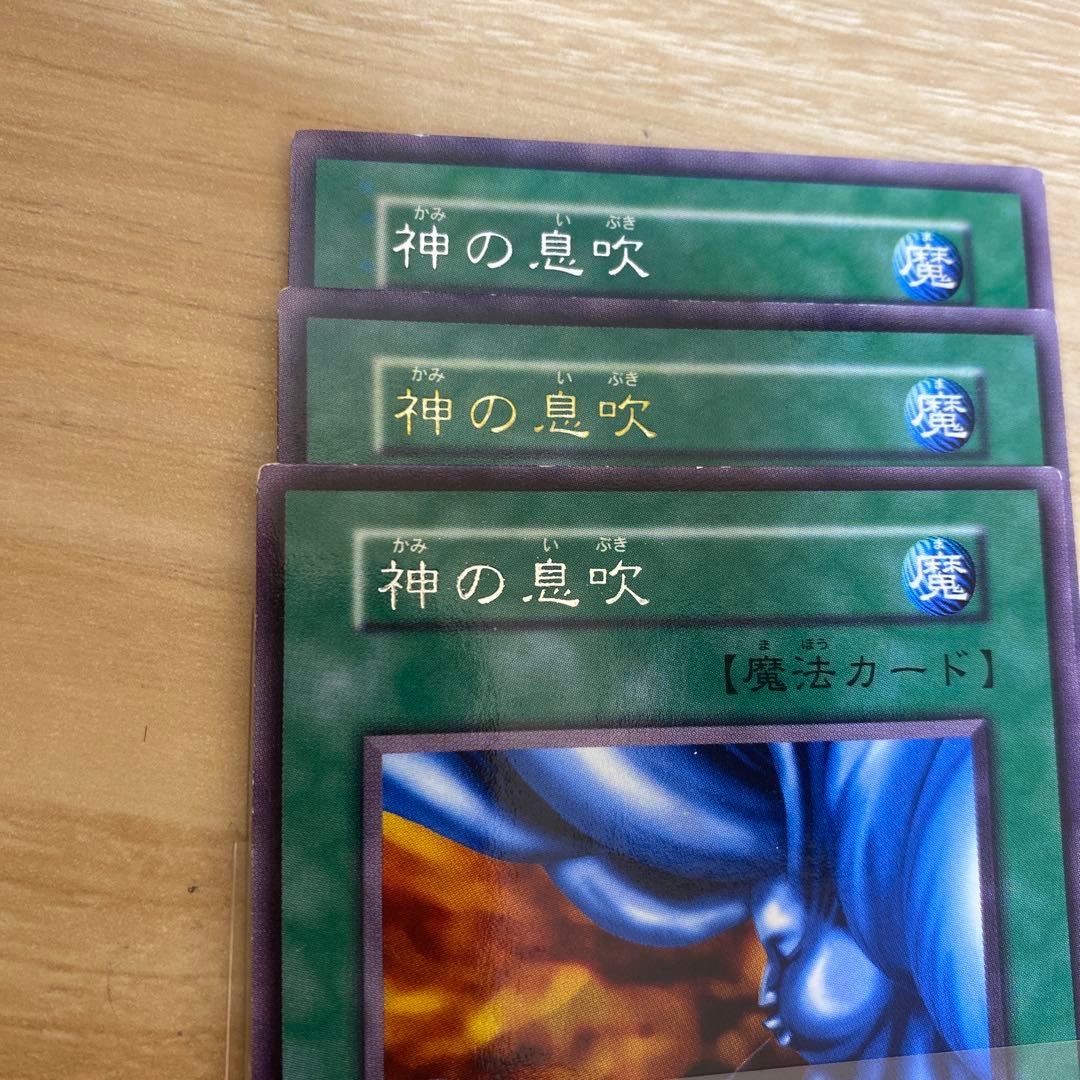 かみ い ぶき
神の息吹
ま
魔
かみ い ぶき
神の息吹
ま
魔
かみ い ぶき
神の息吹
ま
魔
ま ほう
【魔法カード】